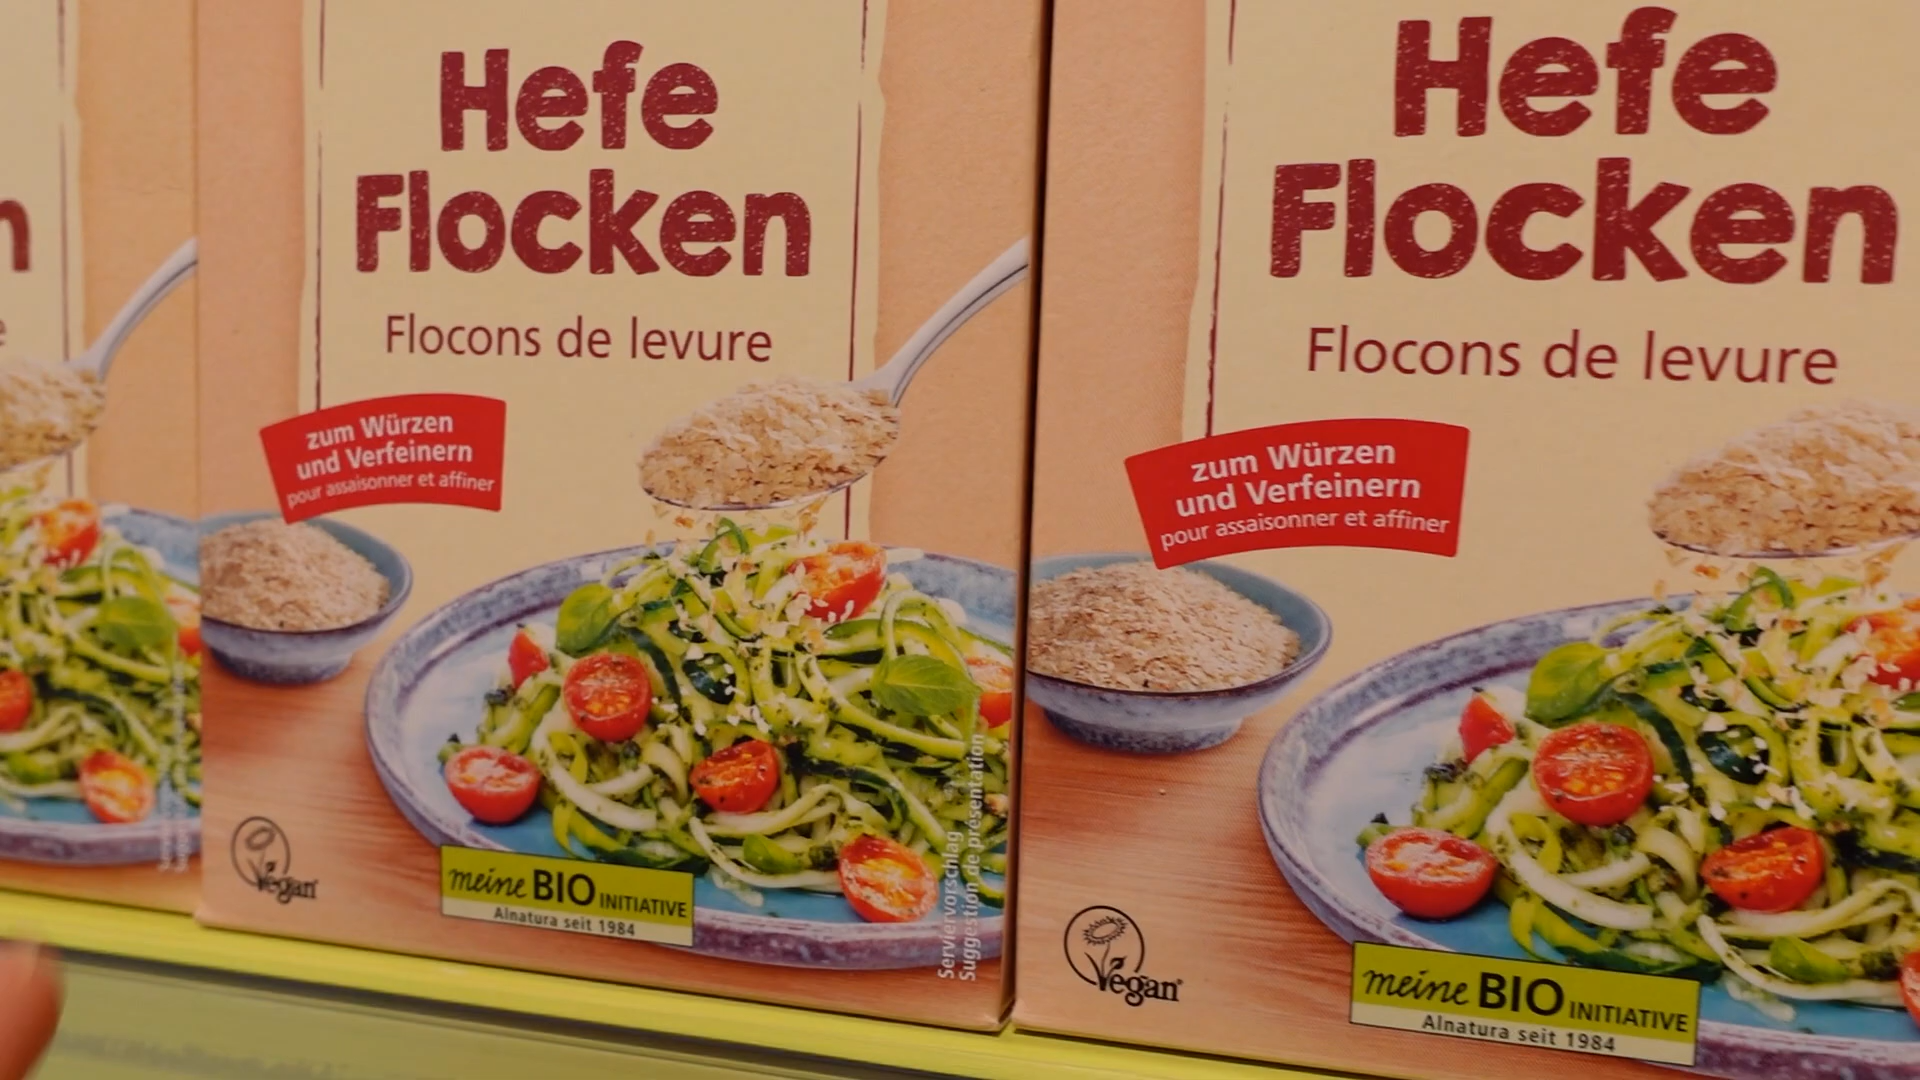 n
e
Hefe
Flocken
Flocons de levure
zum Würzen
und Verfeinern
pour assaisonner et affiner
Vegan
meine BIO INITIATIVE
Alnatura seit 1984
Serviervorschlag
Suggestion de présentation
Hefe
Flocken
Flocons de levure
zum Würzen
und Verfeinern
pour assaisonner et affiner
Vegan
meine BIO INITIATIVE
Alnatura seit 1984